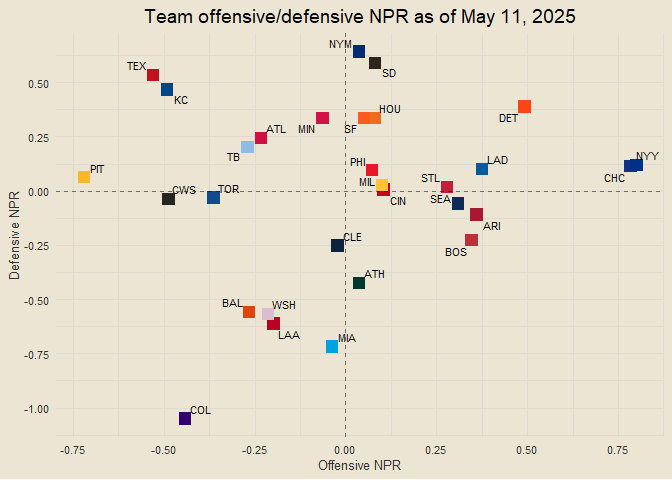 Team offensive/defensive NPR as of May 11, 2025
NYM
SD
TEX
KC
HOU
DET
MIN
SF
ATL
TB
PHI
LAD
NYY
PIT
MIL
STL
CHC
CWS
TOR
CIN
SEA
ARI
CLE
BOS
ATH
BAL
WSH
LAA
MIA
COL
0.50
0.25
0.00
-0.25
-0.50
-0.75
-1.00
Defensive NPR
-0.75
-0.50
-0.25
0.00
0.25
0.50
0.75
Offensive NPR